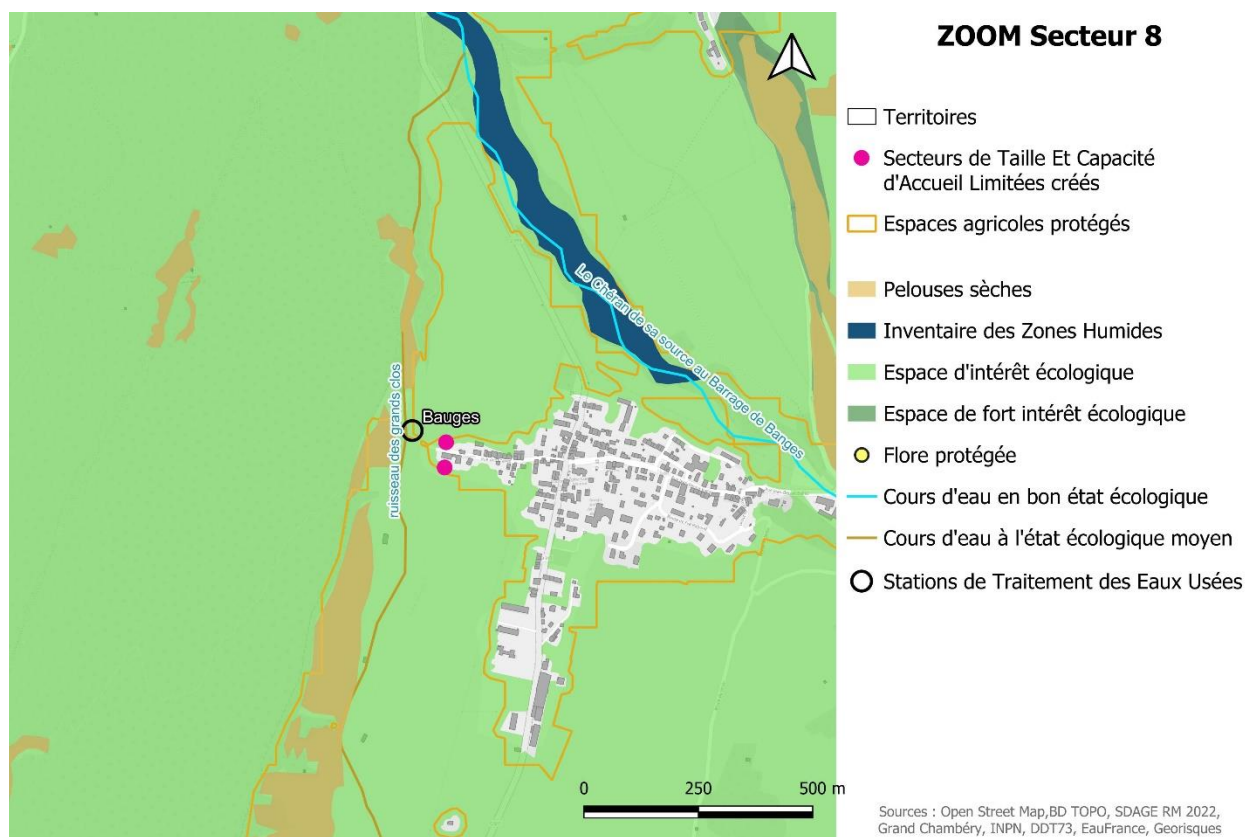 ZOOM Secteur 8
Territoires
Secteurs de Taille Et Capacité
d'Accueil Limitées créés
Espaces agricoles protégés
Pelouses sèches
Inventaire des Zones Humides
Espace d'intérêt écologique
Espace de fort intérêt écologique
Flore protégée
Cours d'eau en bon état écologique
Cours d'eau à l'état écologique moyen
Stations de Traitement des Eaux Usées
Le Chéran de sa source au Barrage de Banges
ruisseau des grands clos
Bauges
0 250 500 m
Sources : Open Street Map,BD TOPO, SDAGE RM 2022,
Grand Chambéry, INPN, DDT73, EauFrance, Georisques